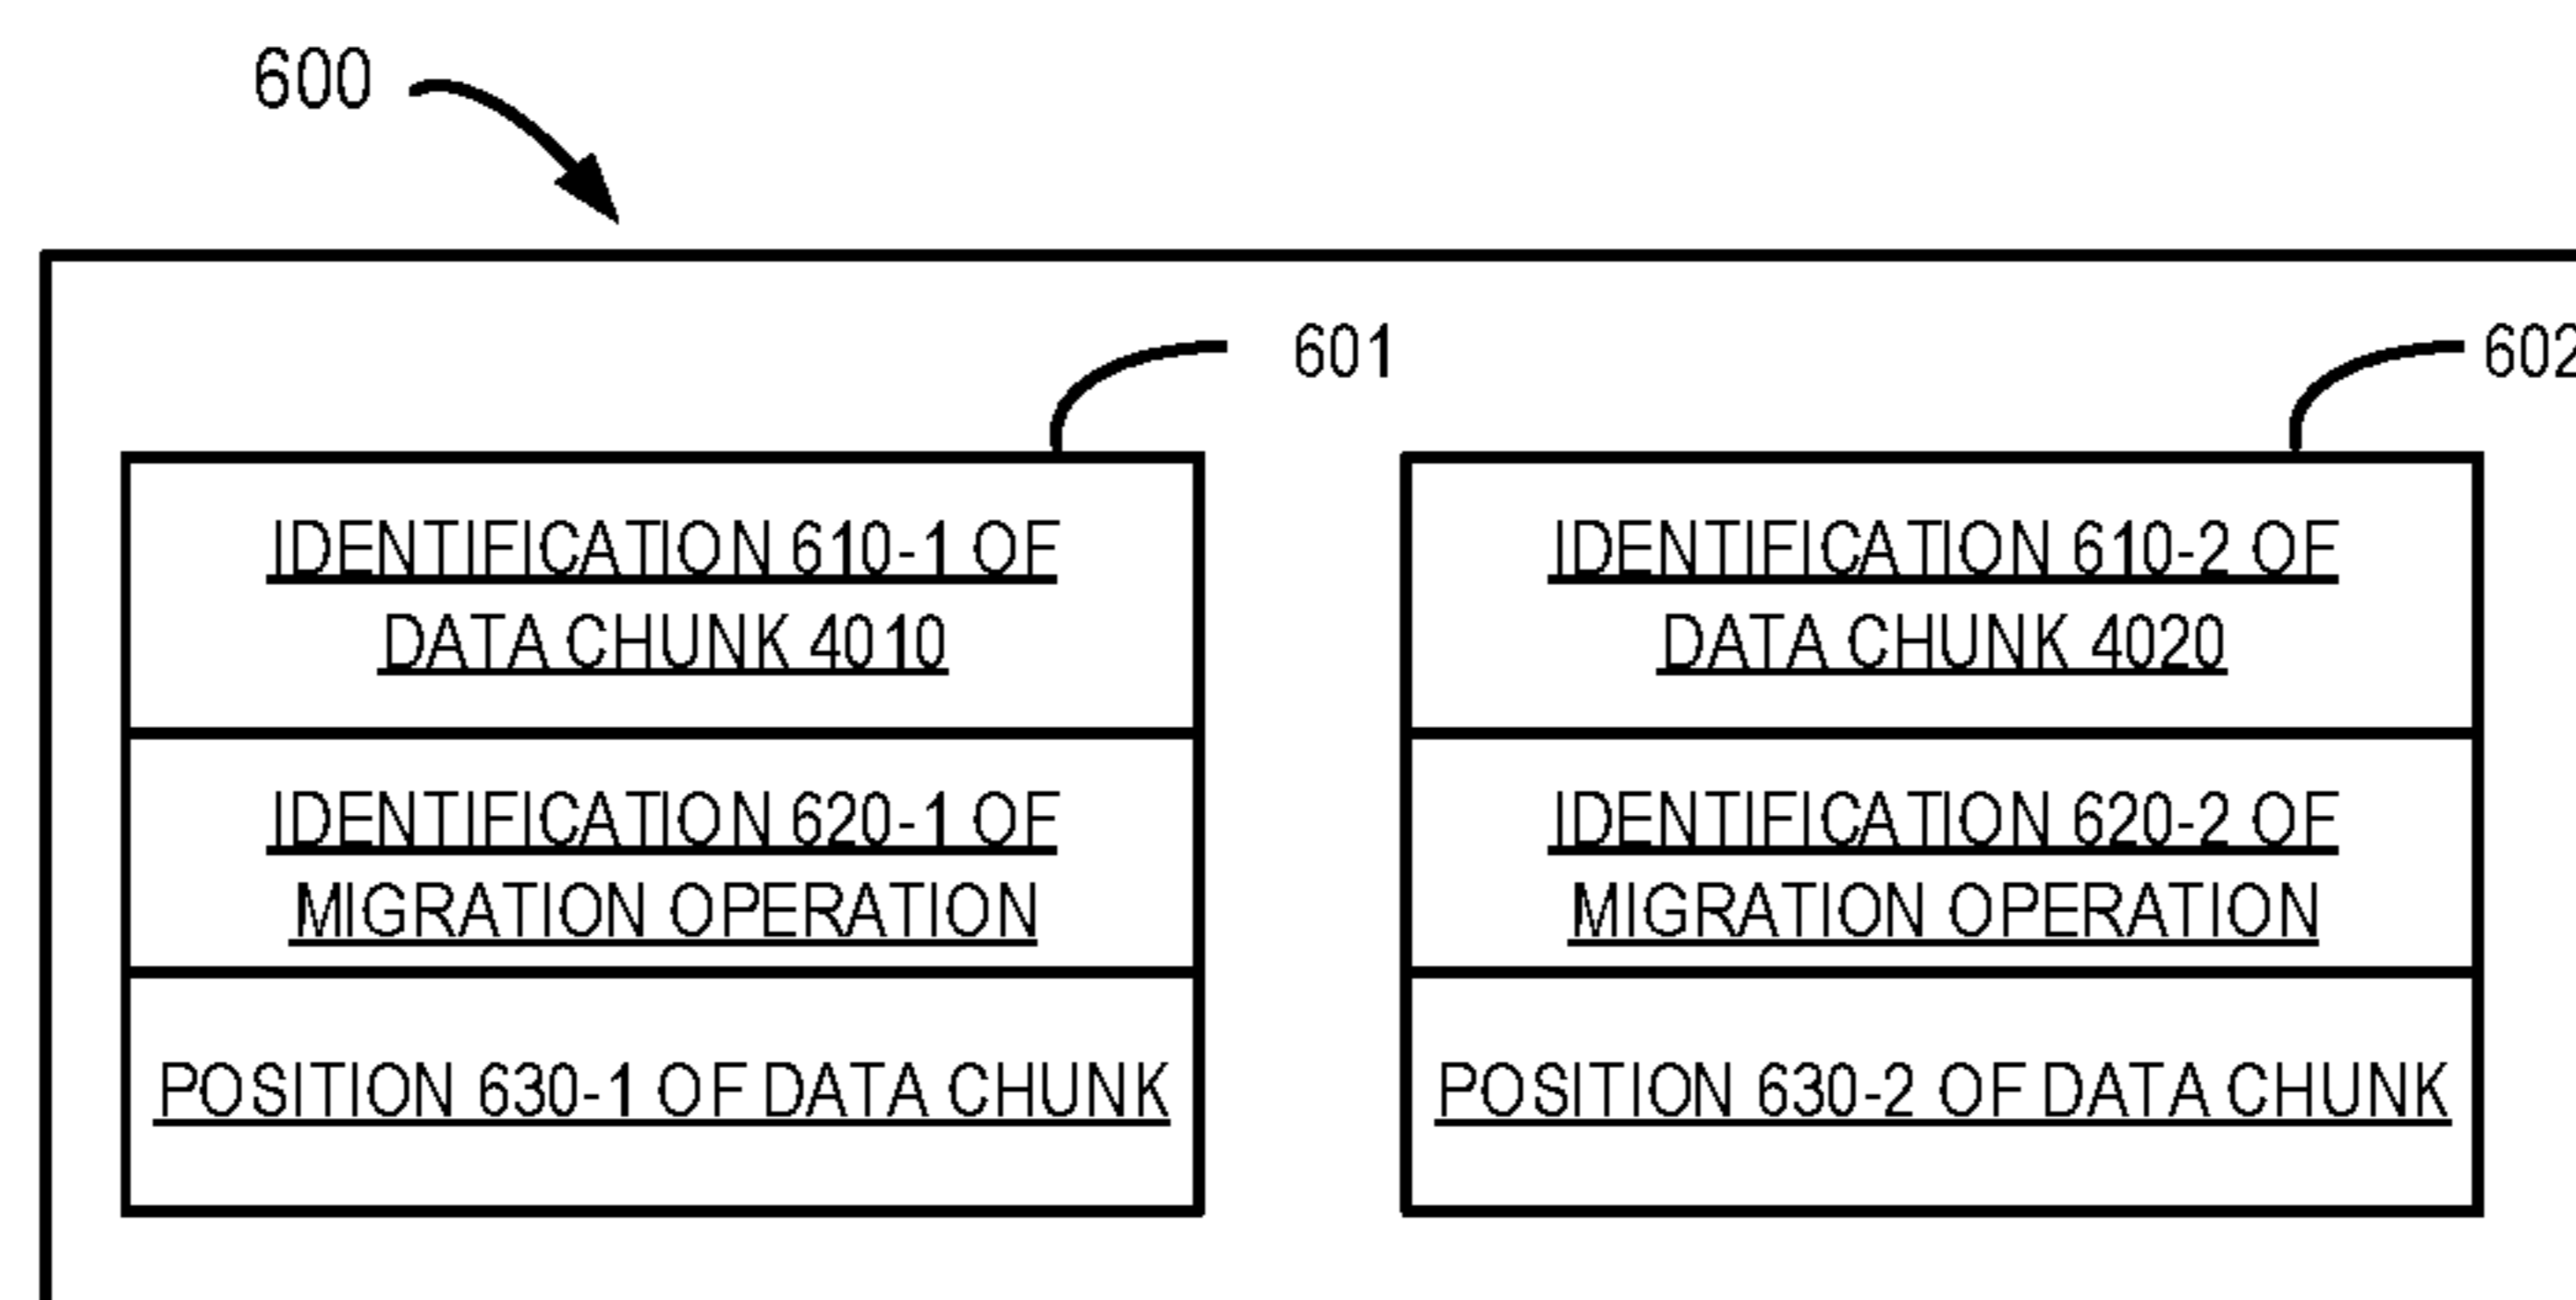 600
601
602
IDENTIFICATION 610-1 OF
DATA CHUNK 4010
IDENTIFICATION 620-1 OF
MIGRATION OPERATION
POSITION 630-1 OF DATA CHUNK
IDENTIFICATION 610-2 OF
DATA CHUNK 4020
IDENTIFICATION 620-2 OF
MIGRATION OPERATION
POSITION 630-2 OF DATA CHUNK